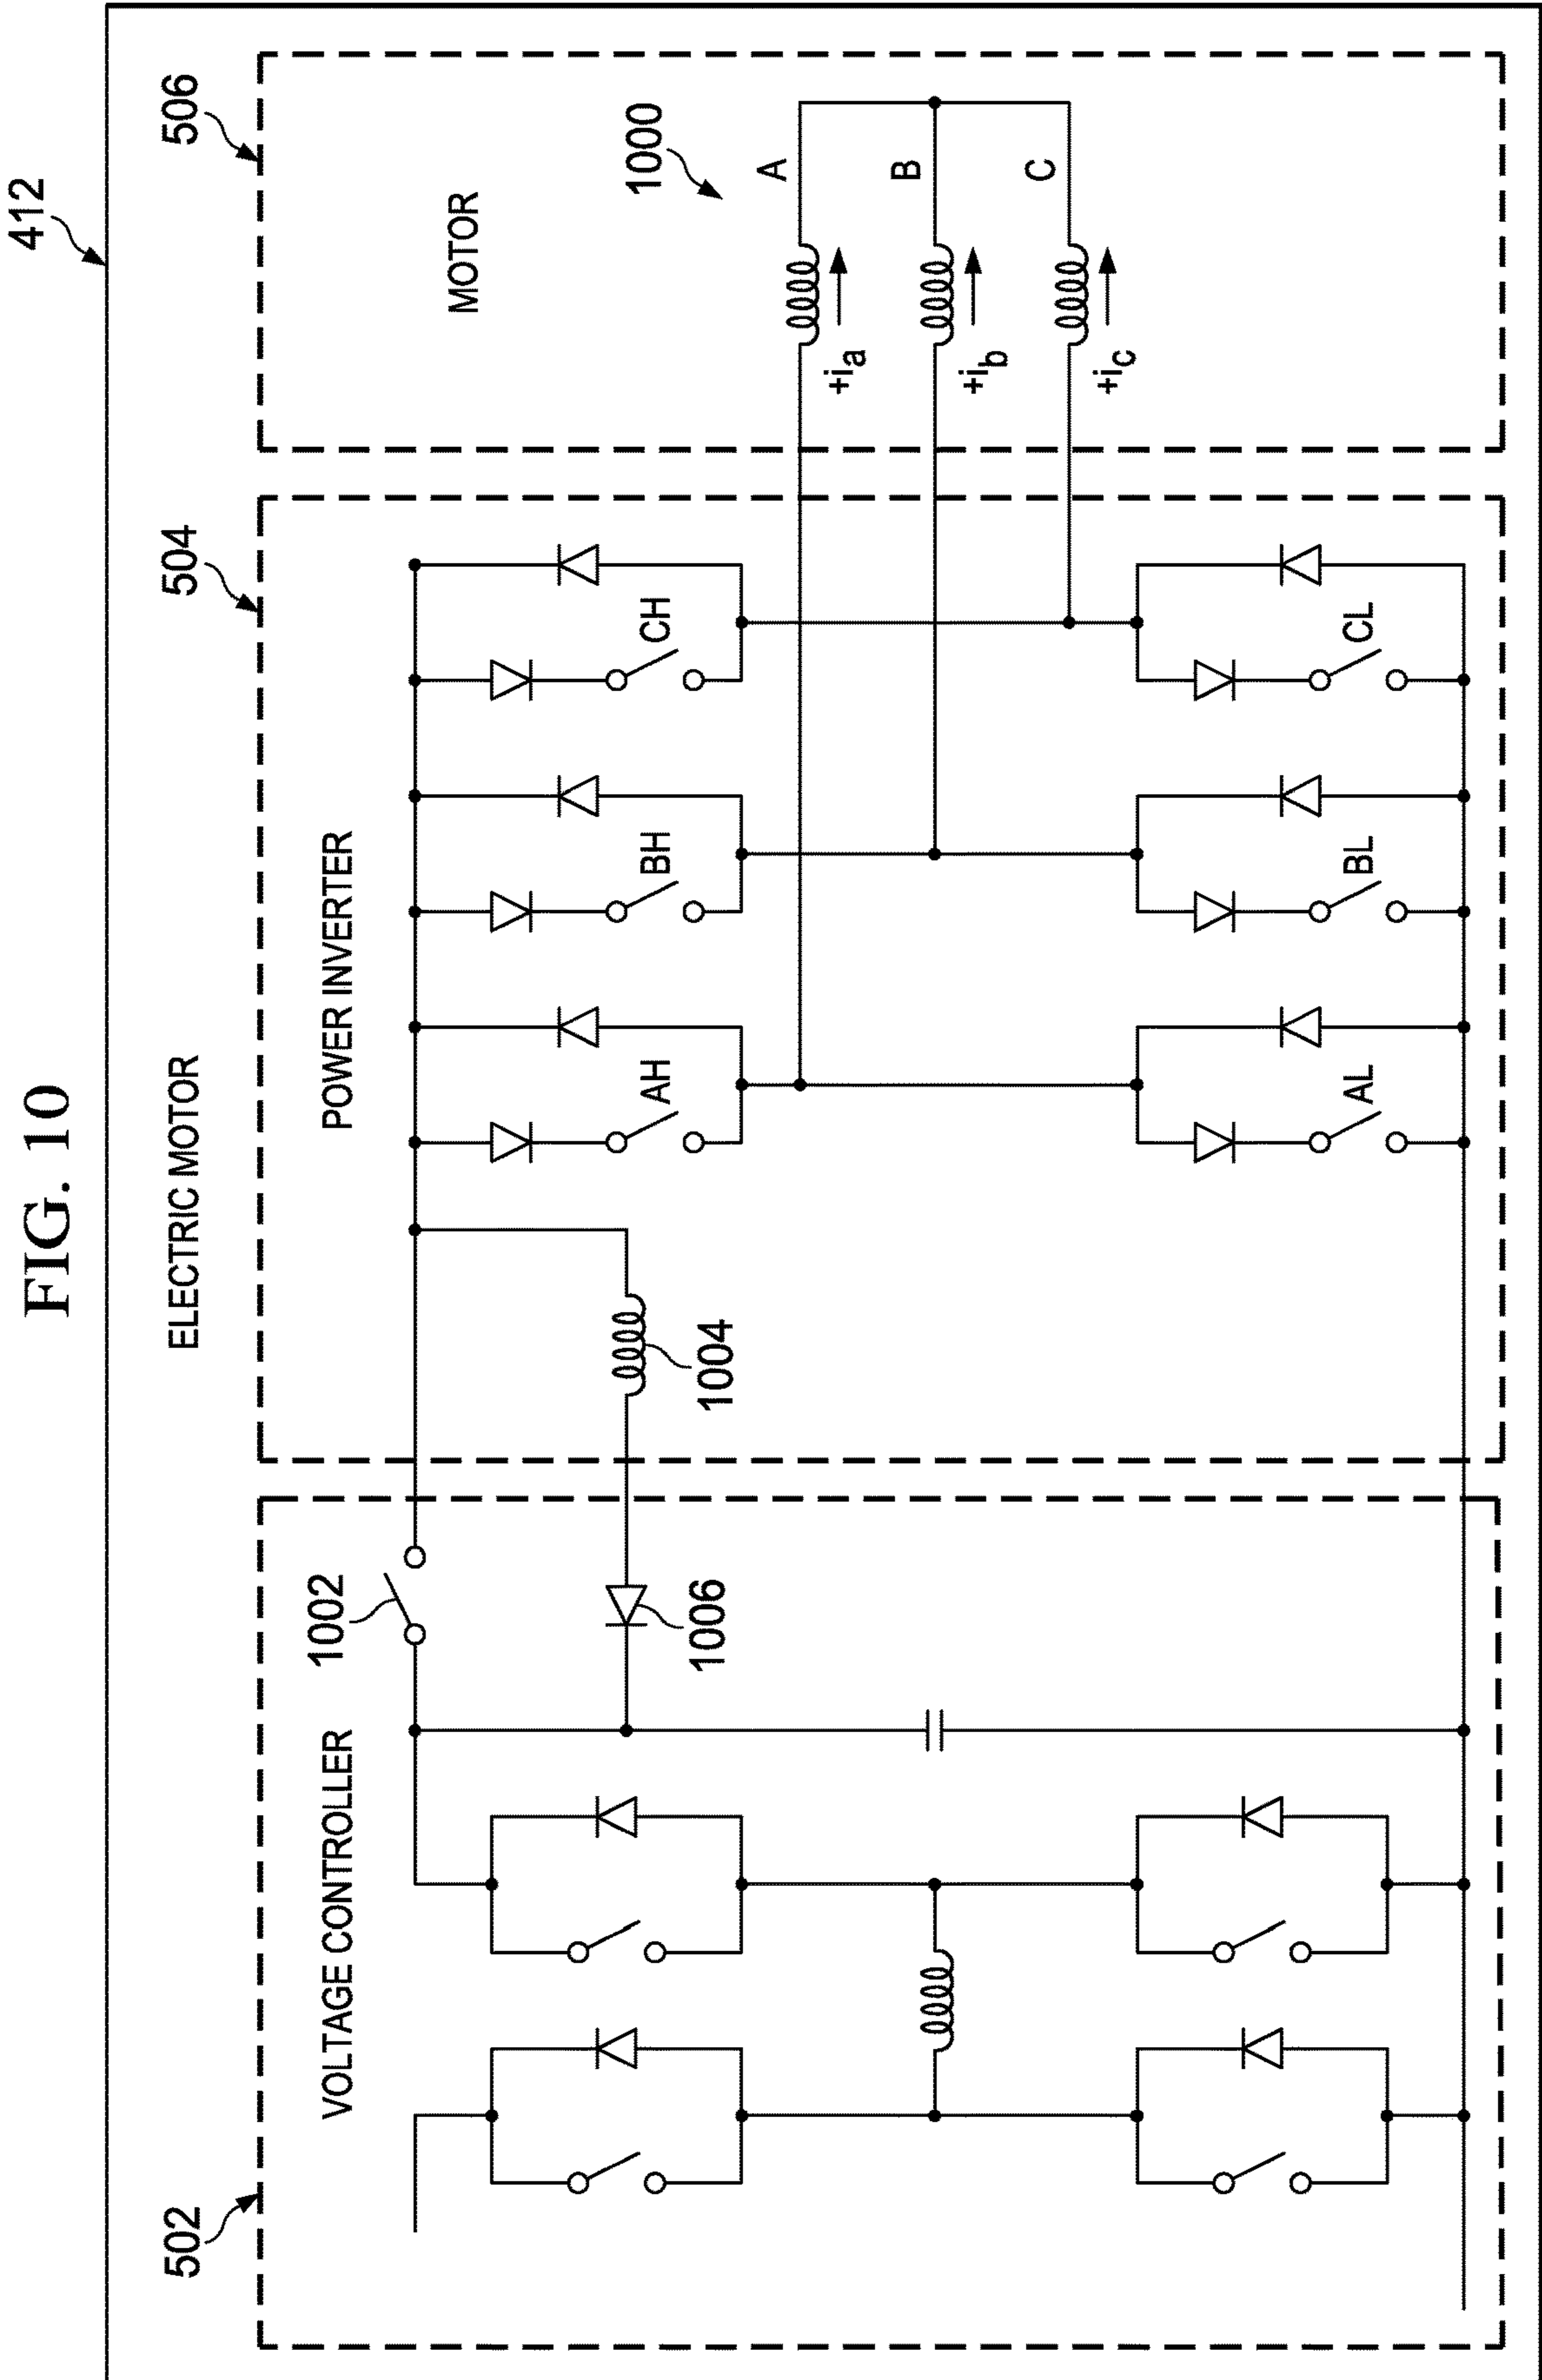 FIG. 10
412
ELECTRIC MOTOR
502
504
506
VOLTAGE CONTROLLER
POWER INVERTER
MOTOR
1002
1006
1004
AH
BH
CH
AL
BL
CL
1000
A
B
C
+ia
+ib
+ic